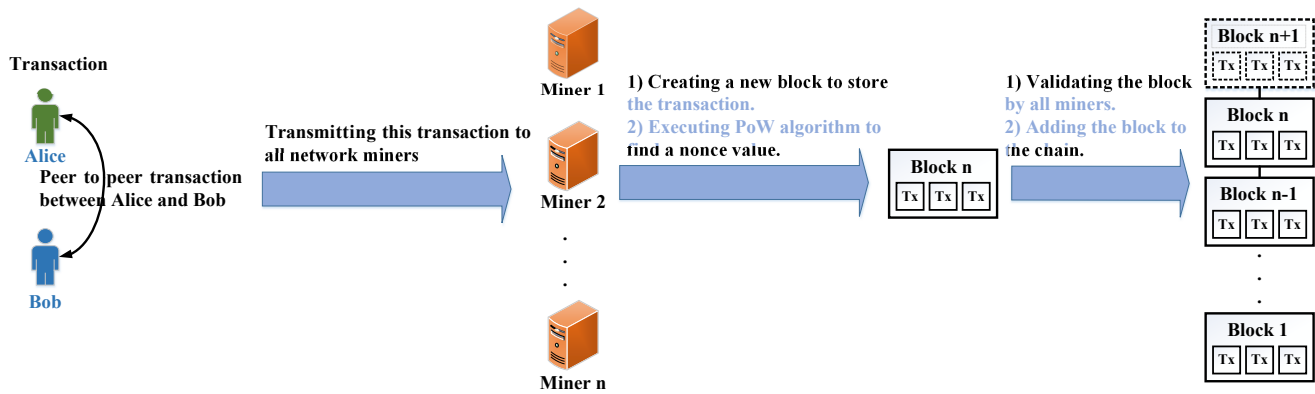 Transaction
Alice
Peer to peer transaction
between Alice and Bob
Bob
Transmitting this transaction to
all network miners
Miner 1
Miner 2
.
.
.
Miner n
1) Creating a new block to store
the transaction.
2) Executing PoW algorithm to
find a nonce value.
Block n
Tx Tx Tx
1) Validating the block
by all miners.
2) Adding the block to
the chain.
Block n+1
Tx Tx Tx
Block n
Tx Tx Tx
Block n-1
Tx Tx Tx
.
.
.
Block 1
Tx Tx Tx